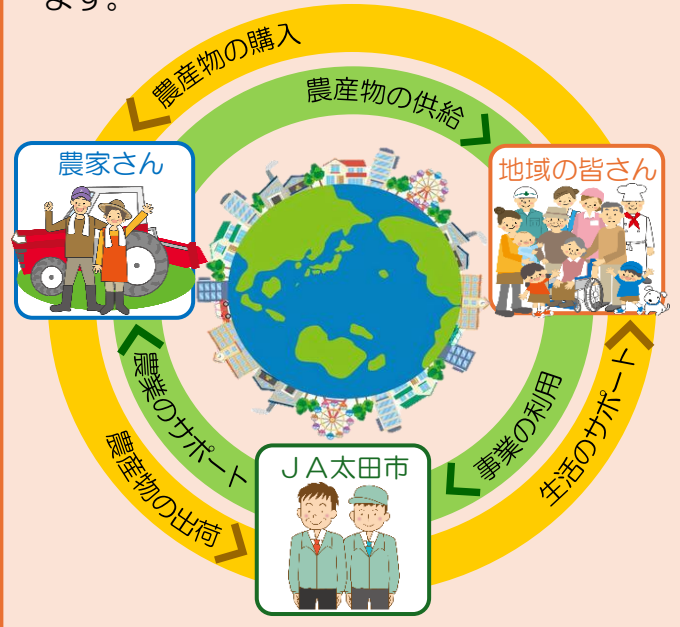 ます。
農産物の購入
農産物の供給
農家さん
地域の皆さん
農業のサポート
農産物の出荷
事業の利用
生活のサポート
ＪＡ太田市